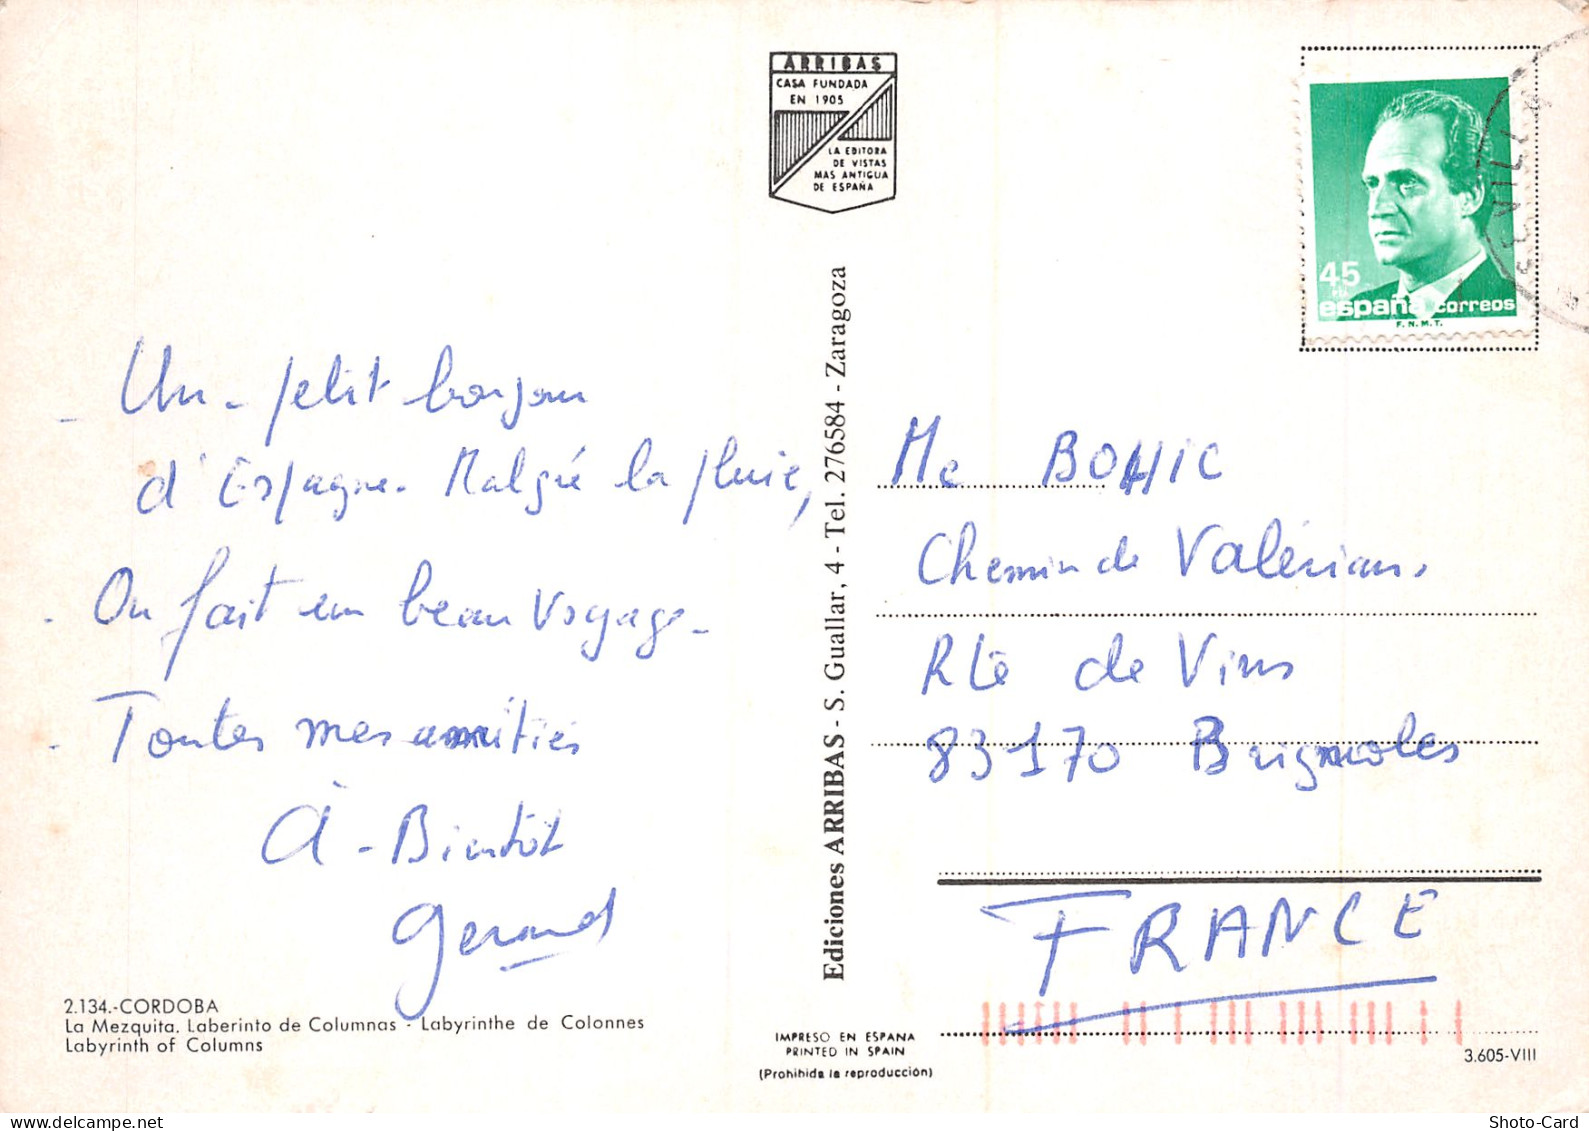 ARRIBAS
CASA FUNDADA
EN 1905
LA EDITORA
DE VISTAS
MAS ANTIGUA
DE ESPAÑA
45
PTA
españa correos
F.N.M.T.
SEVILLA
Un petit bonjour
d'Espagne. Malgré la pluie,
On fait un beau voyage
Toutes mes amitiés
À Bientôt
Gerard
2.134.-CORDOBA
La Mezquita. Laberinto de Columnas - Labyrinthe de Colonnes
Labyrinth of Columns
Ediciones ARRIBAS - S. Guallar, 4 - Tel. 276584 - Zaragoza
IMPRESO EN ESPAÑA
PRINTED IN SPAIN
(Prohibida la reproducción)
BOHIC
Chemin de Valérian
Rte de Vins
83170 Brignoles
FRANCE
3.605-VIII
Shoto-Card
www.delcampe.net